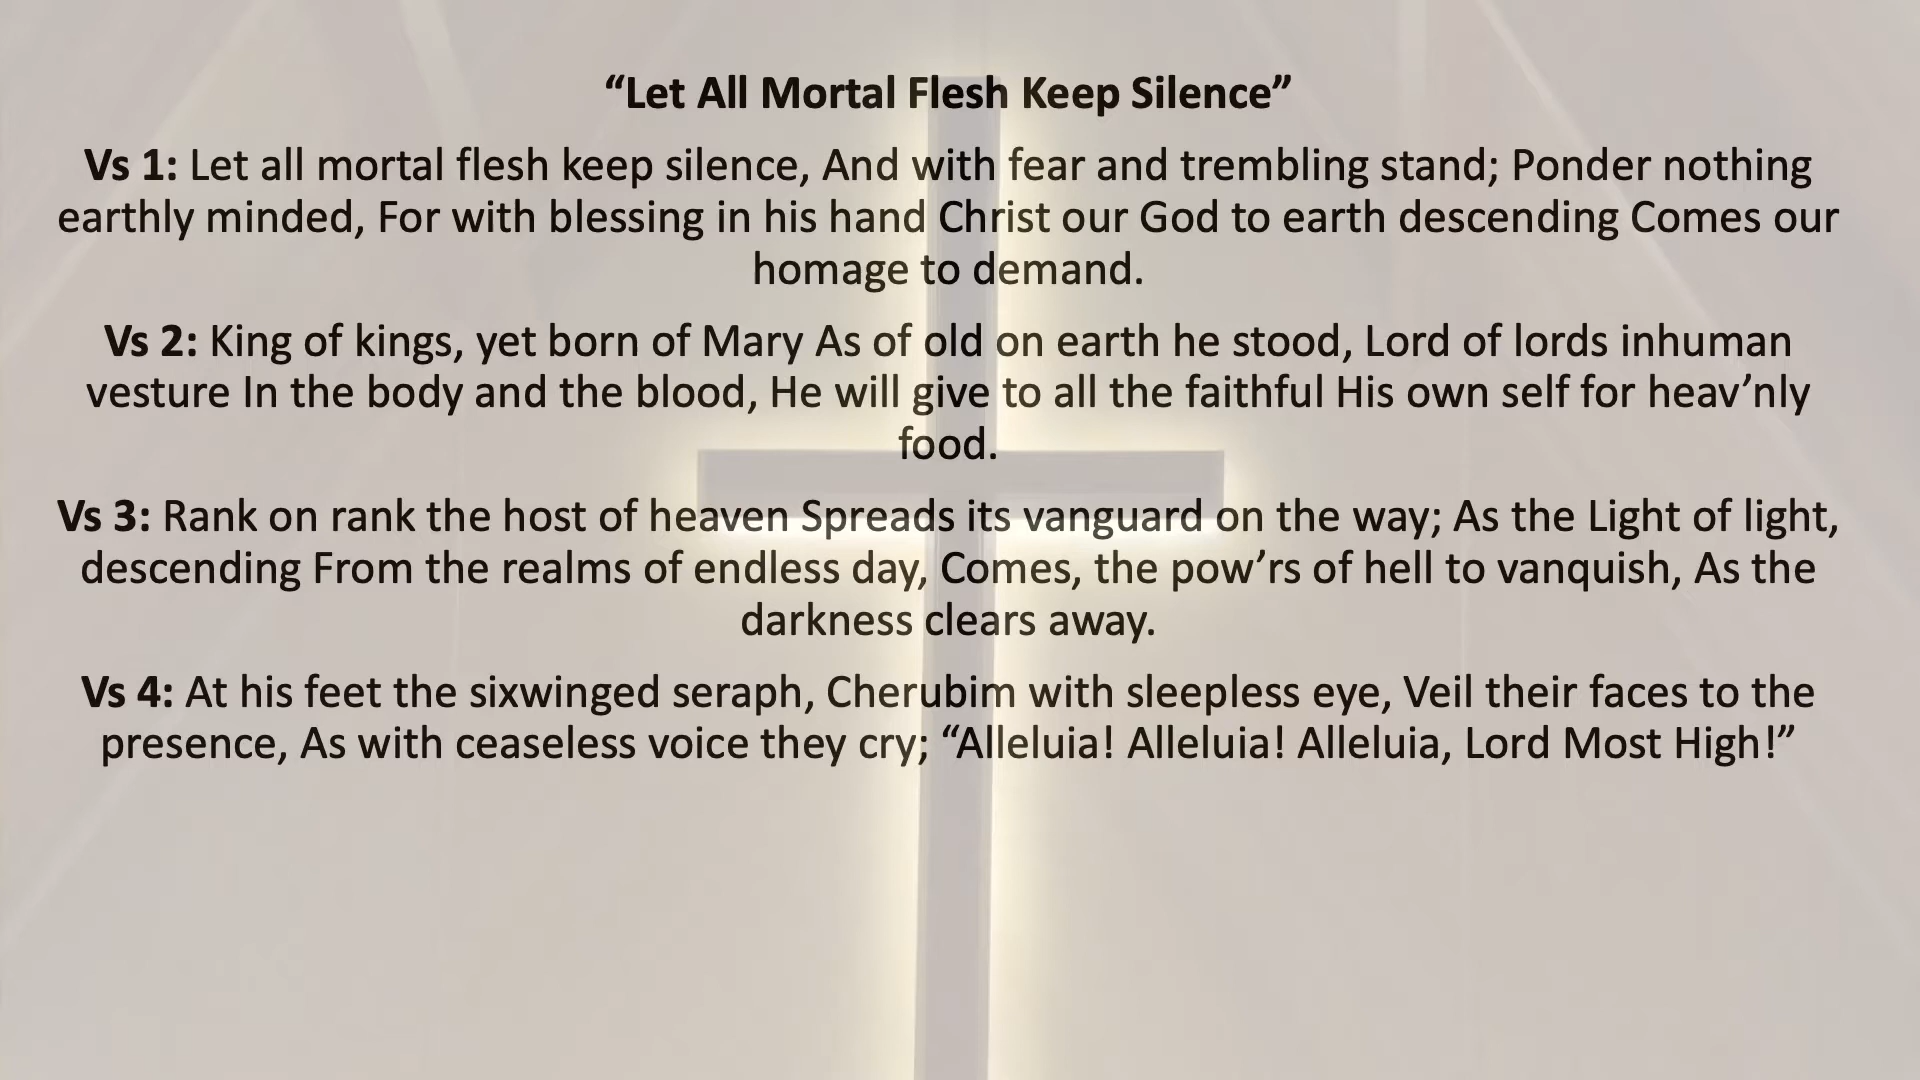 “Let All Mortal Flesh Keep Silence”
Vs 1: Let all mortal flesh keep silence, And with fear and trembling stand; Ponder nothing
earthly minded, For with blessing in his hand Christ our God to earth descending Comes our
homage to demand.
Vs 2: King of kings, yet born of Mary As of old on earth he stood, Lord of lords inhuman
vesture In the body and the blood, He will give to all the faithful His own self for heav’nly
food.
Vs 3: Rank on rank the host of heaven Spreads its vanguard on the way; As the Light of light,
descending From the realms of endless day, Comes, the pow’rs of hell to vanquish, As the
darkness clears away.
Vs 4: At his feet the sixwinged seraph, Cherubim with sleepless eye, Veil their faces to the
presence, As with ceaseless voice they cry; “Alleluia! Alleluia! Alleluia, Lord Most High!”